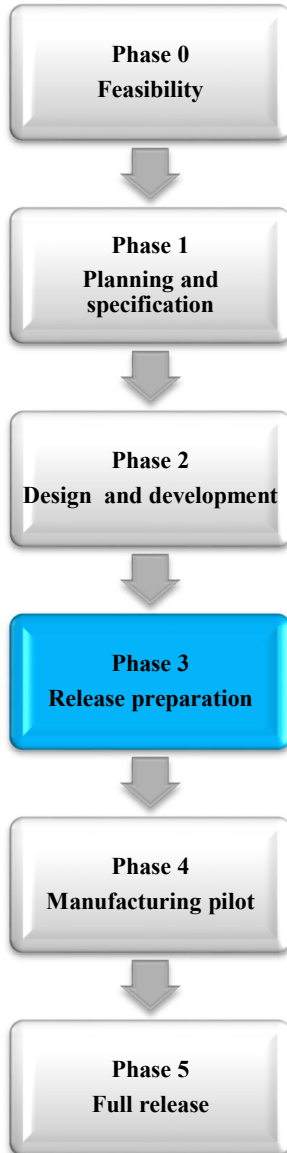 Phase 0
Feasibility
Phase 1
Planning and
specification
Phase 2
Design and development
Phase 3
Release preparation
Phase 4
Manufacturing pilot
Phase 5
Full release